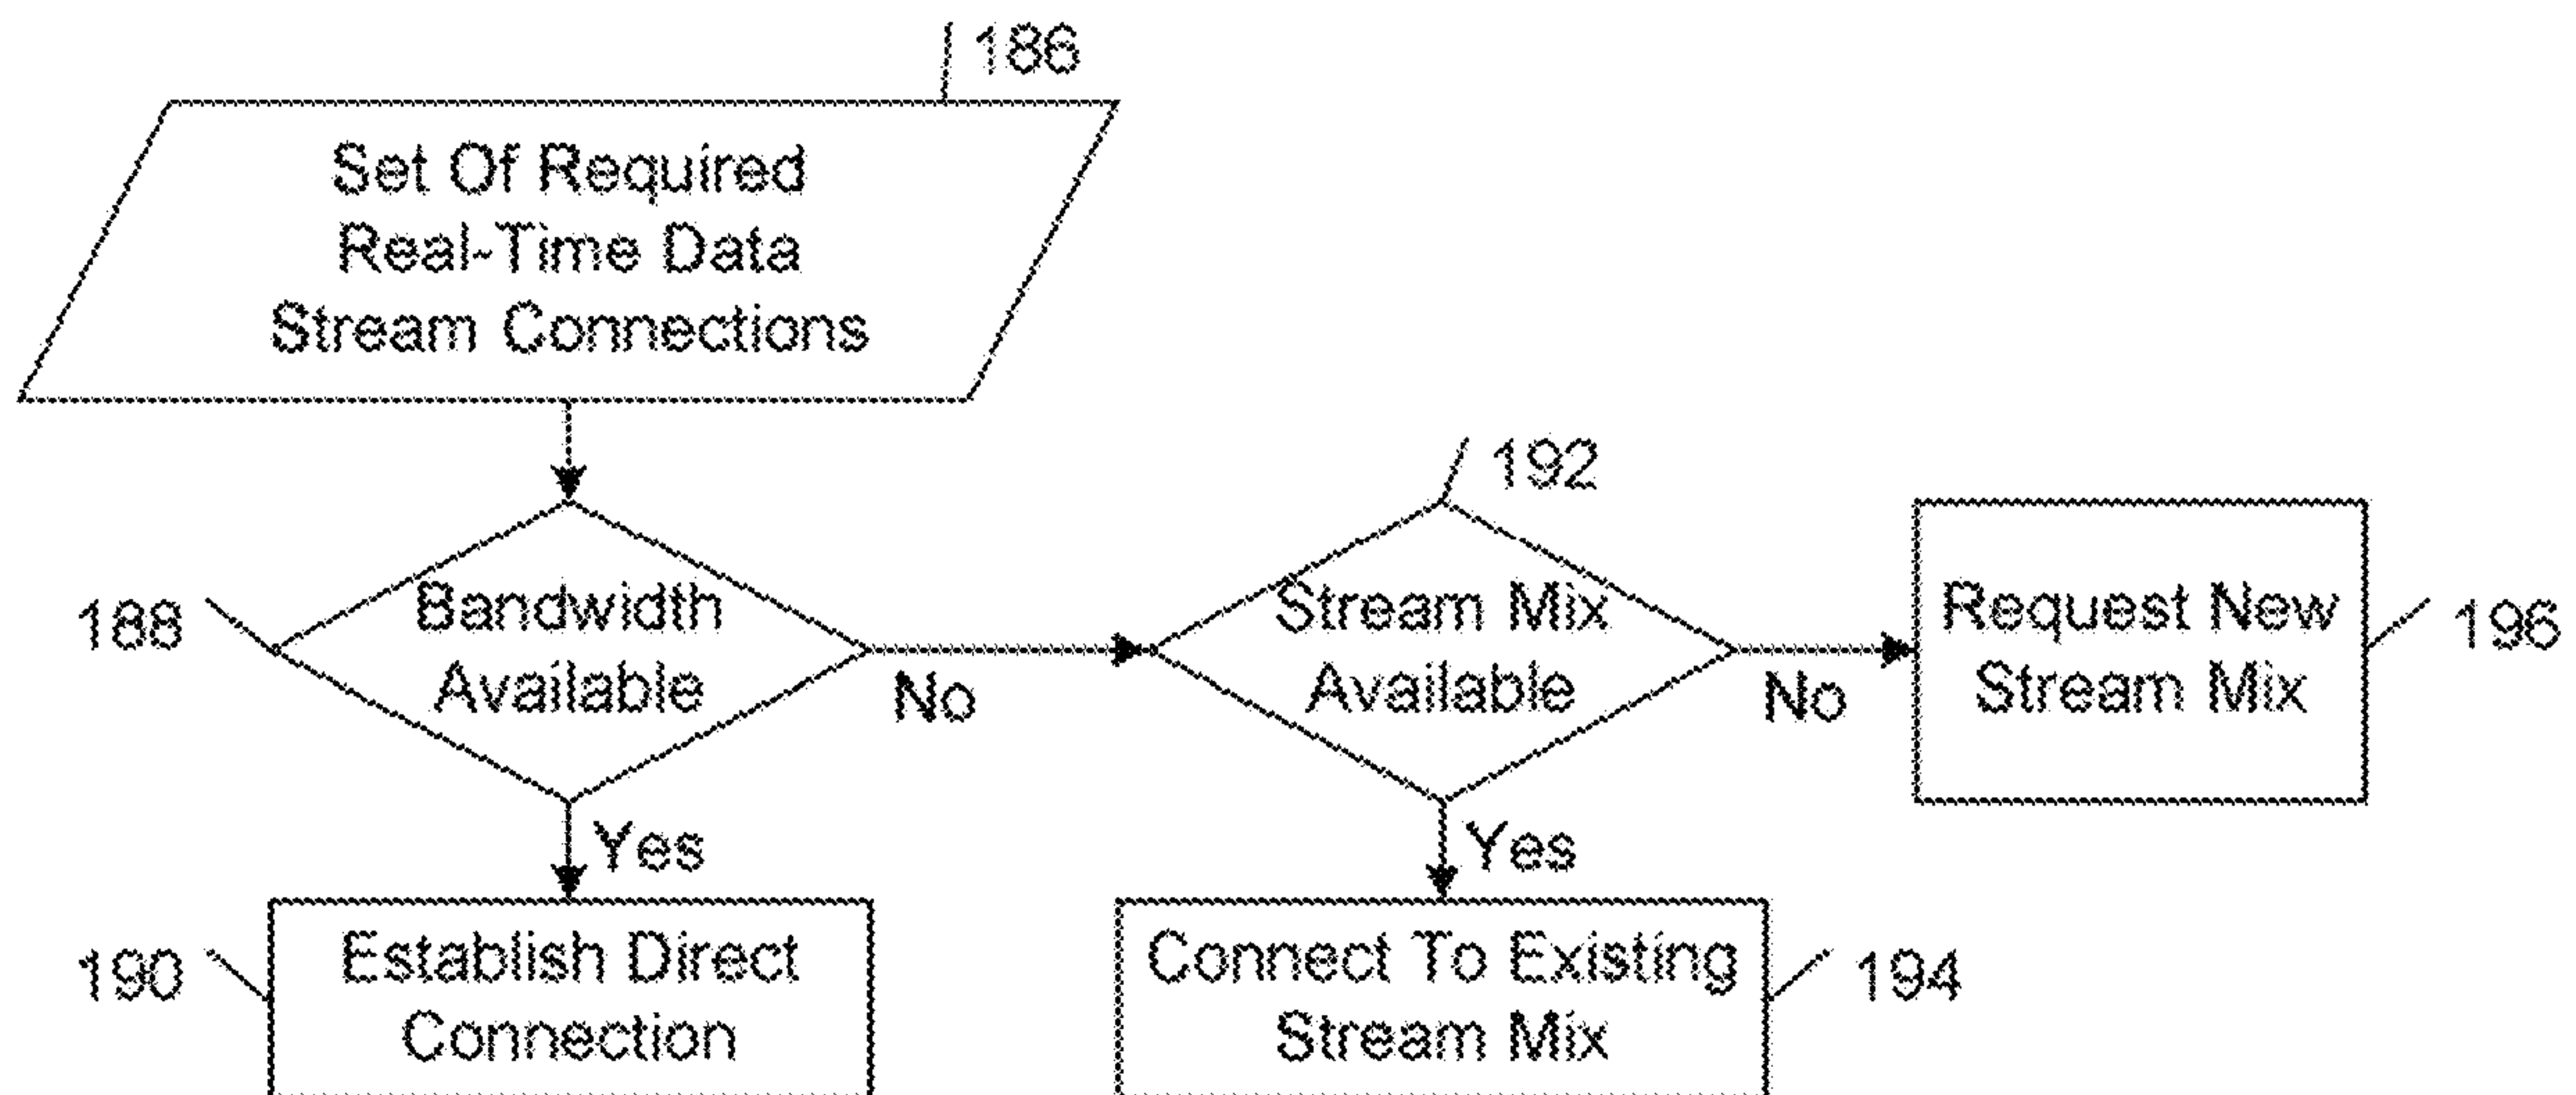 186
Set Of Required
Real-Time Data
Stream Connections
188
Bandwidth
Available
No
Yes
192
Stream Mix
Available
No
Yes
Request New
Stream Mix
196
190
Establish Direct
Connection
Connect To Existing
Stream Mix
194